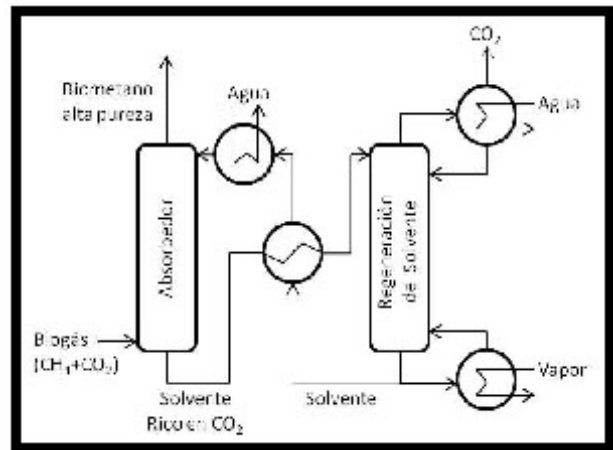 CO₂
Biometano
alta pureza
Agua
Agua
Absorbedor
Regeneración
de solvente
Biogás
(CH₄+CO₂)
Vapor
Solvente
Rico en CO₂
Solvente